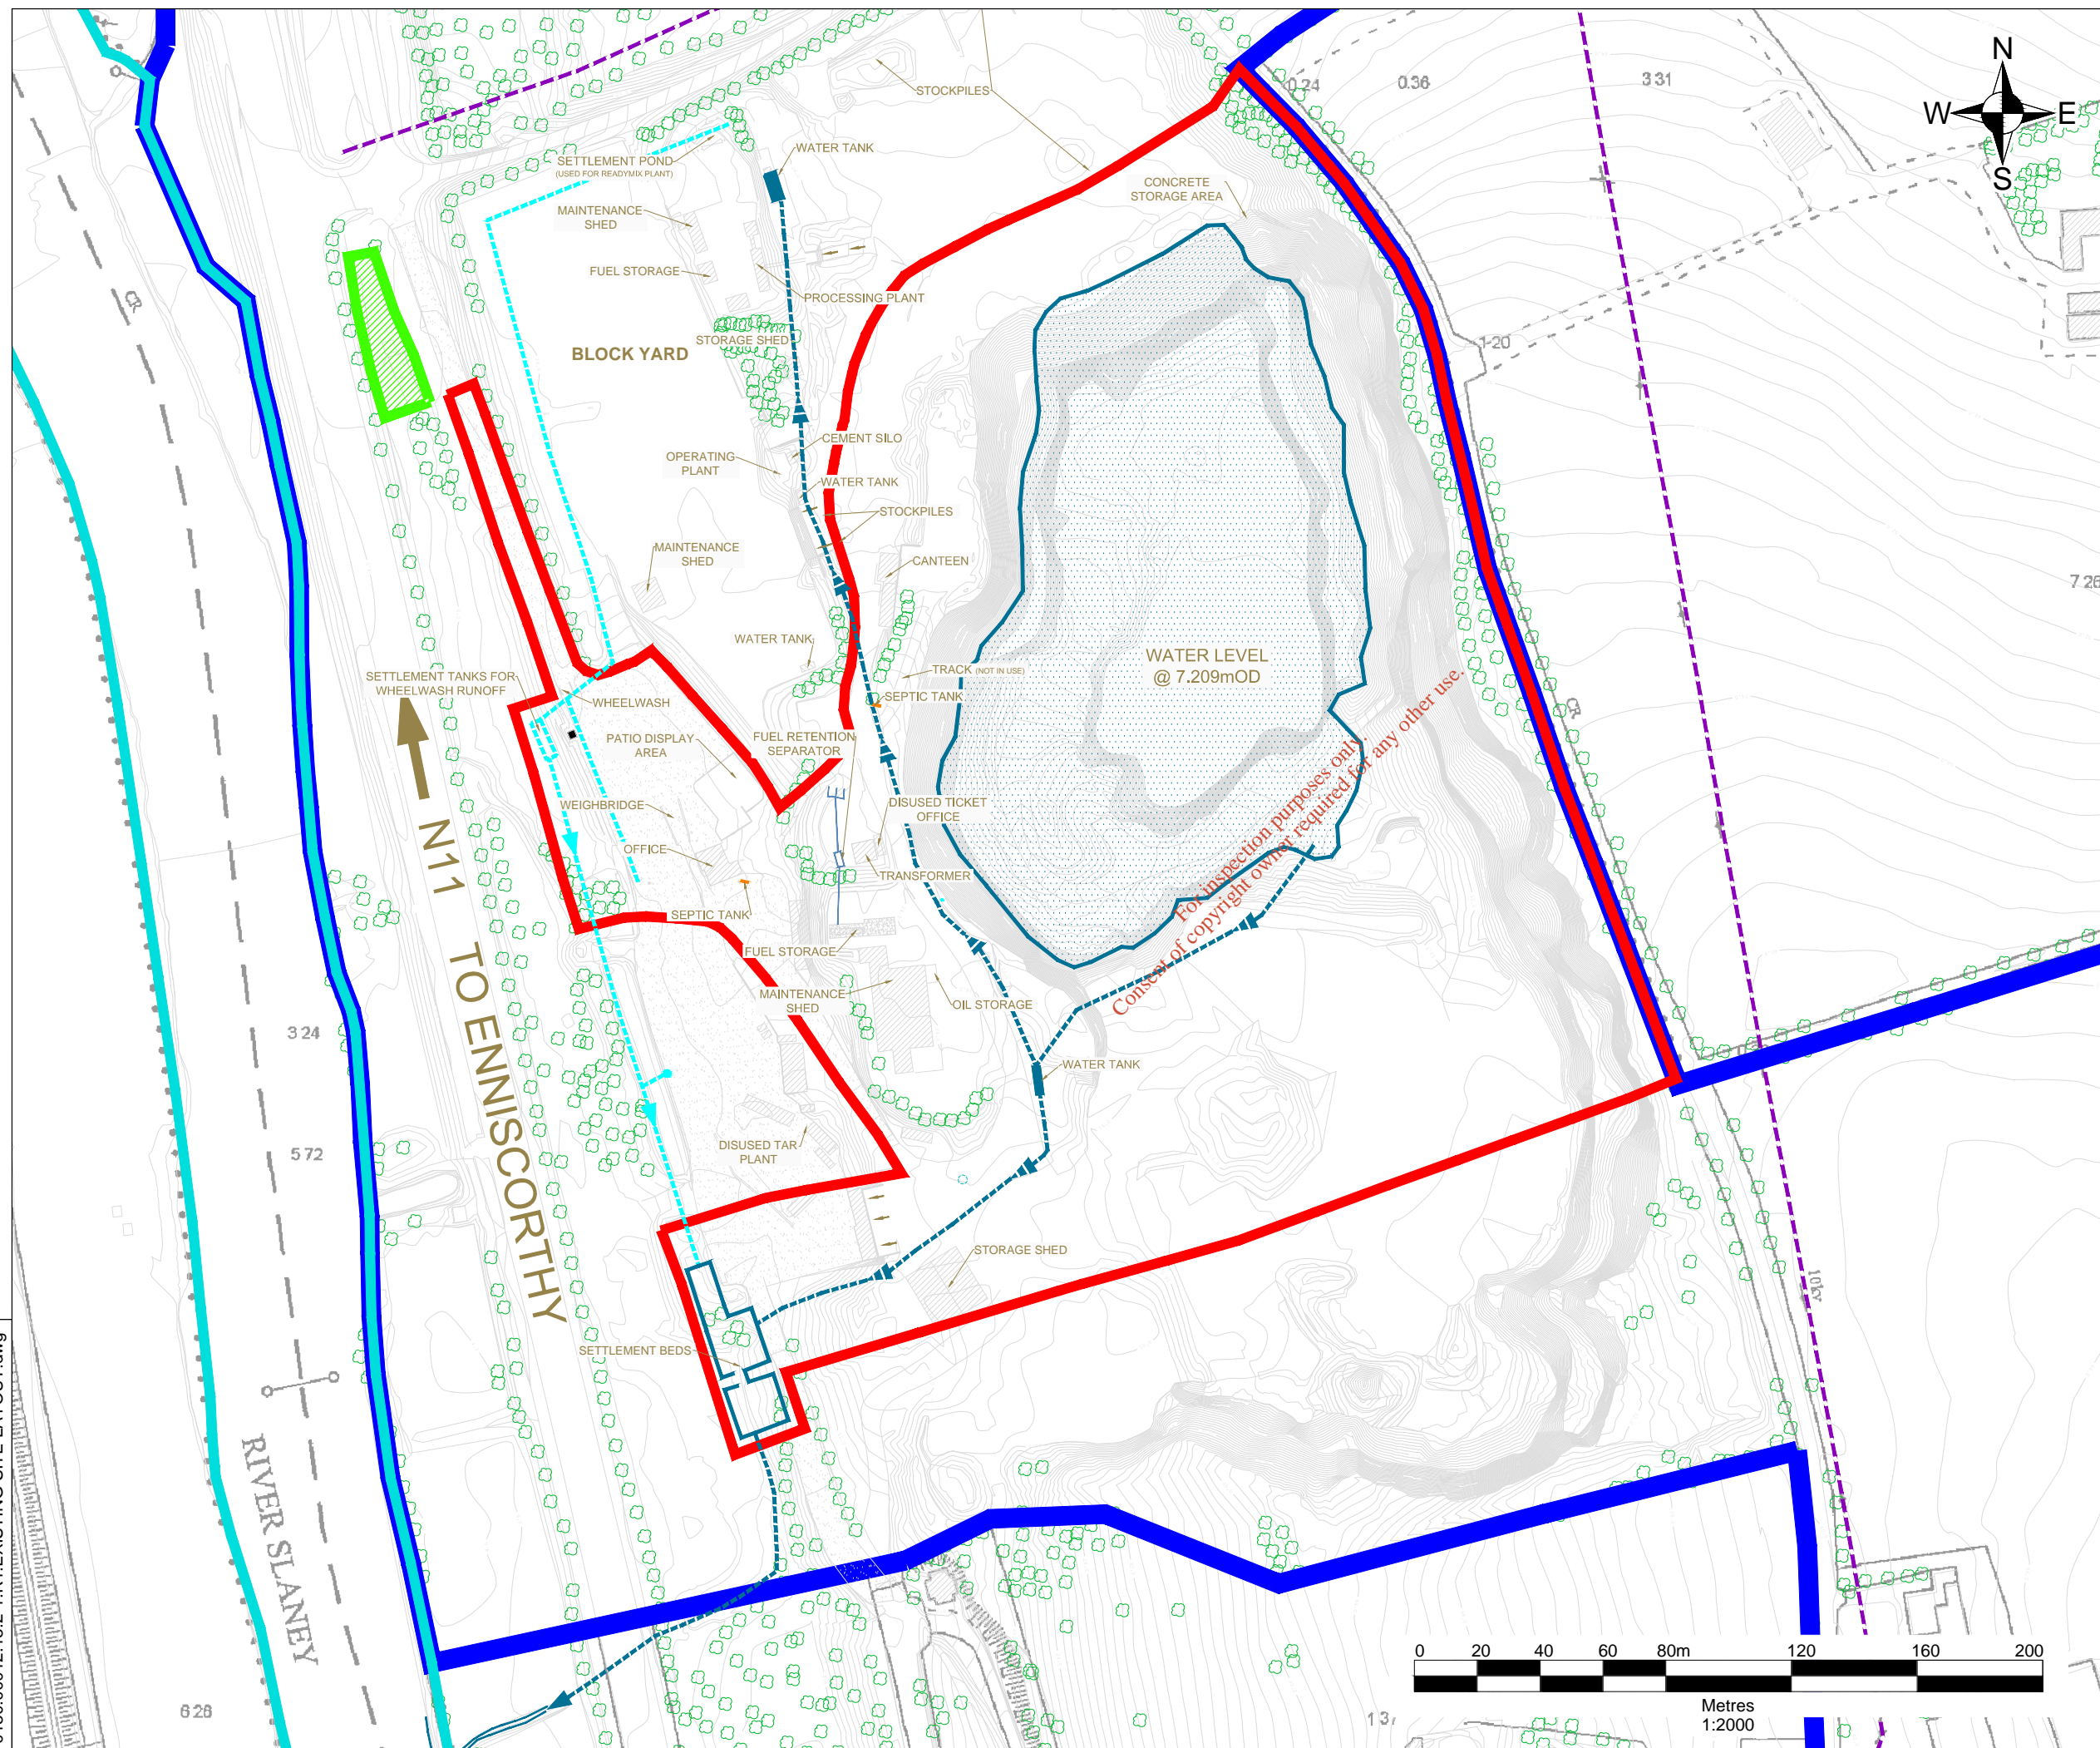 N
W
E
S
0.24
0.36
3 31
STOCKPILES
WATER TANK
SETTLEMENT POND
(USED FOR READYMIX PLANT)
CONCRETE
STORAGE AREA
MAINTENANCE
SHED
FUEL STORAGE
PROCESSING PLANT
CR
STORAGE SHED
BLOCK YARD
1·20
CEMENT SILO
OPERATING
PLANT
WATER TANK
STOCKPILES
MAINTENANCE
SHED
CANTEEN
7 26
WATER TANK
WATER LEVEL
@ 7.209mOD
TRACK (NOT IN USE)
SETTLEMENT TANKS FOR
WHEELWASH RUNOFF
SEPTIC TANK
WHEELWASH
CR
PATIO DISPLAY
AREA
FUEL RETENTION
SEPARATOR
WEIGHBRIDGE
DISUSED TICKET
OFFICE
N11 TO ENNISCORTHY
OFFICE
TRANSFORMER
For inspection purposes only.
Consent of copyright owner required for any other use.
SEPTIC TANK
FUEL STORAGE
MAINTENANCE
SHED
OIL STORAGE
3 24
WATER TANK
5 72
DISUSED TAR
PLANT
STORAGE SHED
10kV
SETTLEMENT BEDS
RIVER SLANEY
6 26
0 20 40 60 80m 120 160 200
Metres
1:2000